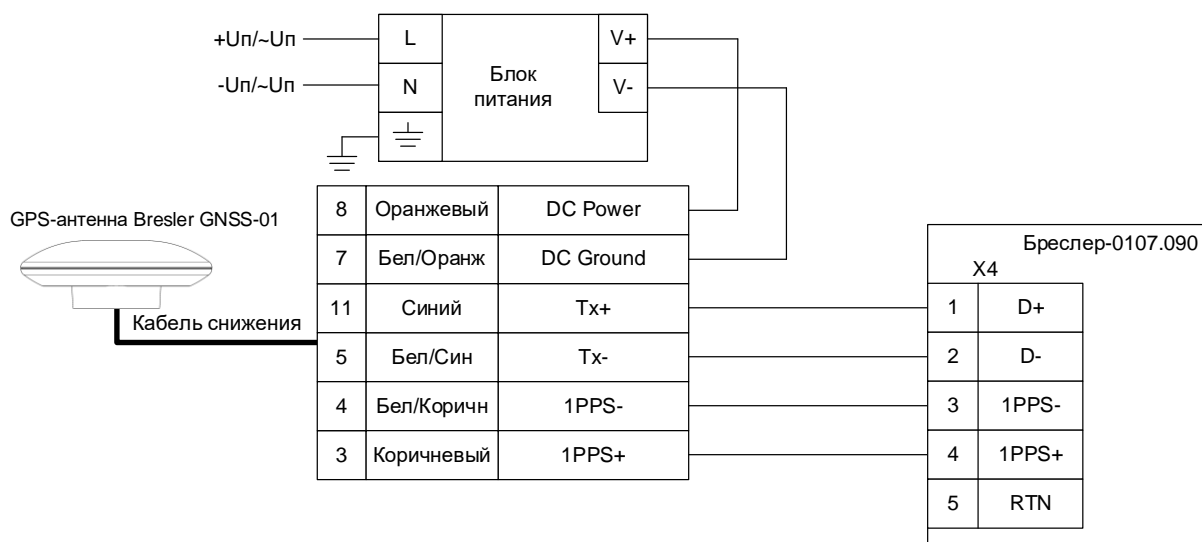 +Uп/~Uп
L
V+
-Uп/~Uп
N
Блок
питания
V-
GPS-антенна Bresler GNSS-01
Кабель снижения
8 Оранжевый DC Power
7 Бел/Оранж DC Ground
11 Синий Tx+
5 Бел/Син Tx-
4 Бел/Коричн 1PPS-
3 Коричневый 1PPS+
Бреслер-0107.090
X4
1 D+
2 D-
3 1PPS-
4 1PPS+
5 RTN